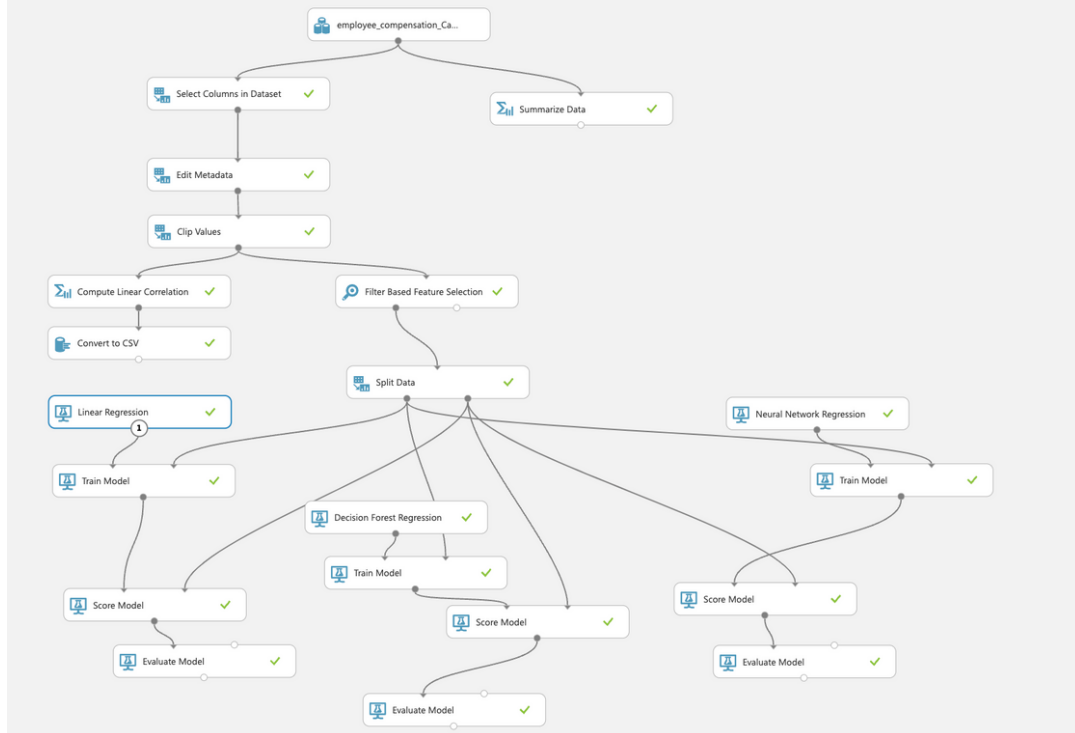 employee_compensation_Ca...
Select Columns in Dataset
Summarize Data
Edit Metadata
Clip Values
Compute Linear Correlation
Filter Based Feature Selection
Convert to CSV
Split Data
Linear Regression
Neural Network Regression
1
Train Model
Train Model
Decision Forest Regression
Train Model
Score Model
Score Model
Score Model
Evaluate Model
Evaluate Model
Evaluate Model